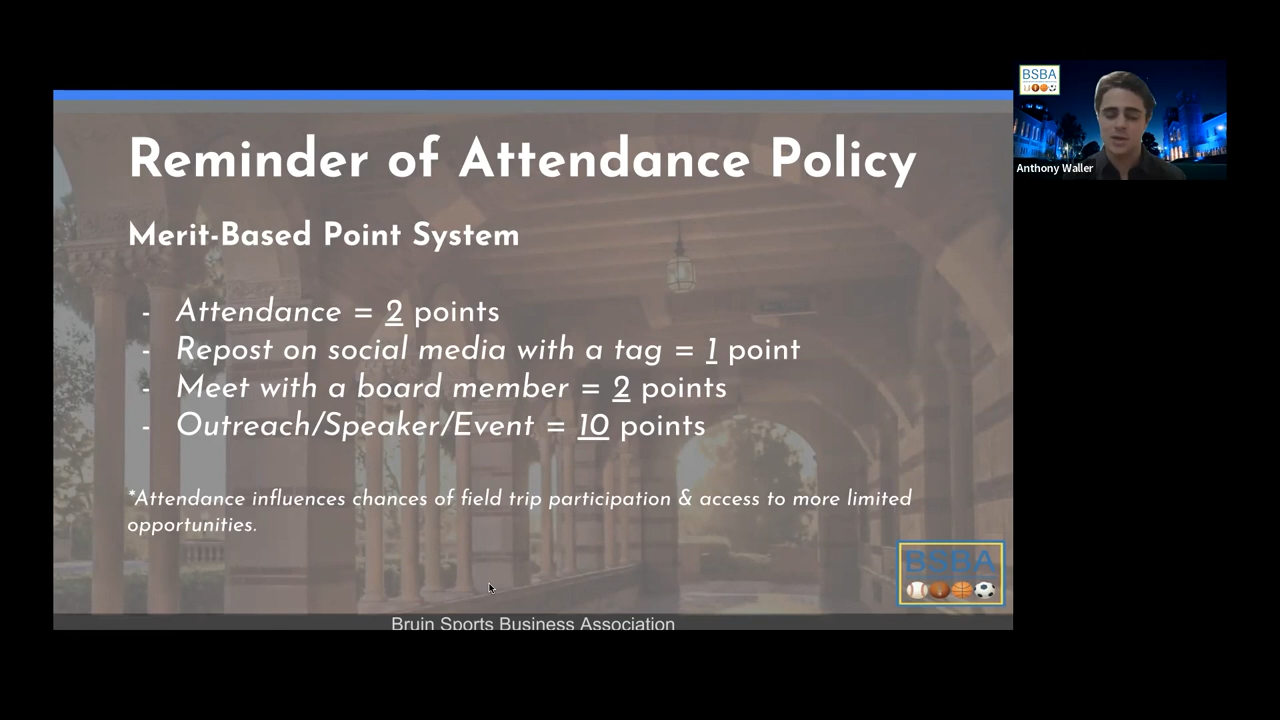 Reminder of Attendance Policy
Merit-Based Point System
- Attendance = 2 points
- Repost on social media with a tag = 1 point
- Meet with a board member = 2 points
- Outreach/Speaker/Event = 10 points
*Attendance influences chances of field trip participation & access to more limited
opportunities.
BSBA
Bruin Sports Business Association
BSBA
Anthony Waller